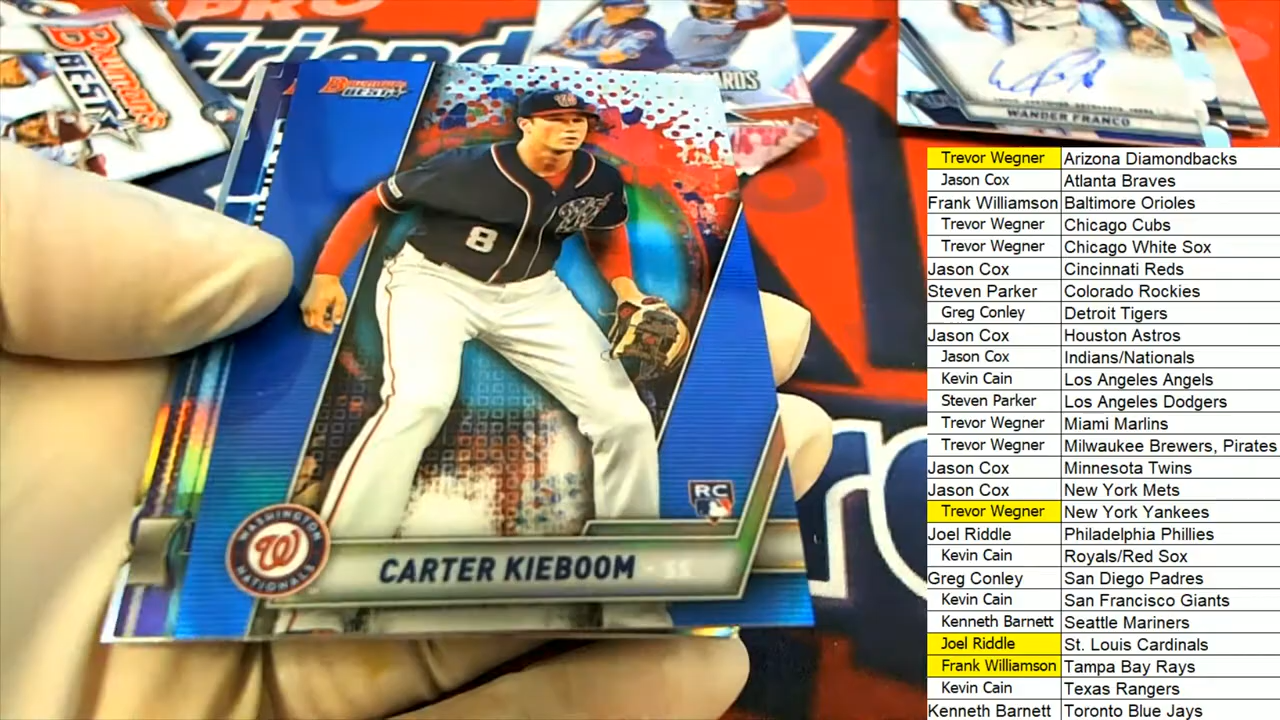 PRO
Friend
BOWMAN'S
BEST
CARDS
WANDER FRANCO
BOWMAN'S
BEST
W
8
RC
WASHINGTON
W
NATIONALS
CARTER KIEBOOM · SS
Trevor Wegner Arizona Diamondbacks
Jason Cox Atlanta Braves
Frank Williamson Baltimore Orioles
Trevor Wegner Chicago Cubs
Trevor Wegner Chicago White Sox
Jason Cox Cincinnati Reds
Steven Parker Colorado Rockies
Greg Conley Detroit Tigers
Jason Cox Houston Astros
Jason Cox Indians/Nationals
Kevin Cain Los Angeles Angels
Steven Parker Los Angeles Dodgers
Trevor Wegner Miami Marlins
Trevor Wegner Milwaukee Brewers, Pirates
Jason Cox Minnesota Twins
Jason Cox New York Mets
Trevor Wegner New York Yankees
Joel Riddle Philadelphia Phillies
Kevin Cain Royals/Red Sox
Greg Conley San Diego Padres
Kevin Cain San Francisco Giants
Kenneth Barnett Seattle Mariners
Joel Riddle St. Louis Cardinals
Frank Williamson Tampa Bay Rays
Kevin Cain Texas Rangers
Kenneth Barnett Toronto Blue Jays